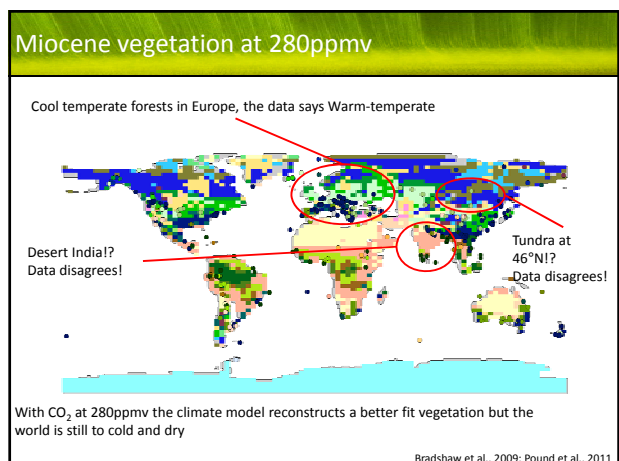 Miocene vegetation at 280ppmv
Cool temperate forests in Europe, the data says Warm-temperate
Desert India!?
Data disagrees!
Tundra at
46°N!?
Data disagrees!
With CO₂ at 280ppmv the climate model reconstructs a better fit vegetation but the
world is still to cold and dry
Bradshaw et al., 2009; Pound et al., 2011